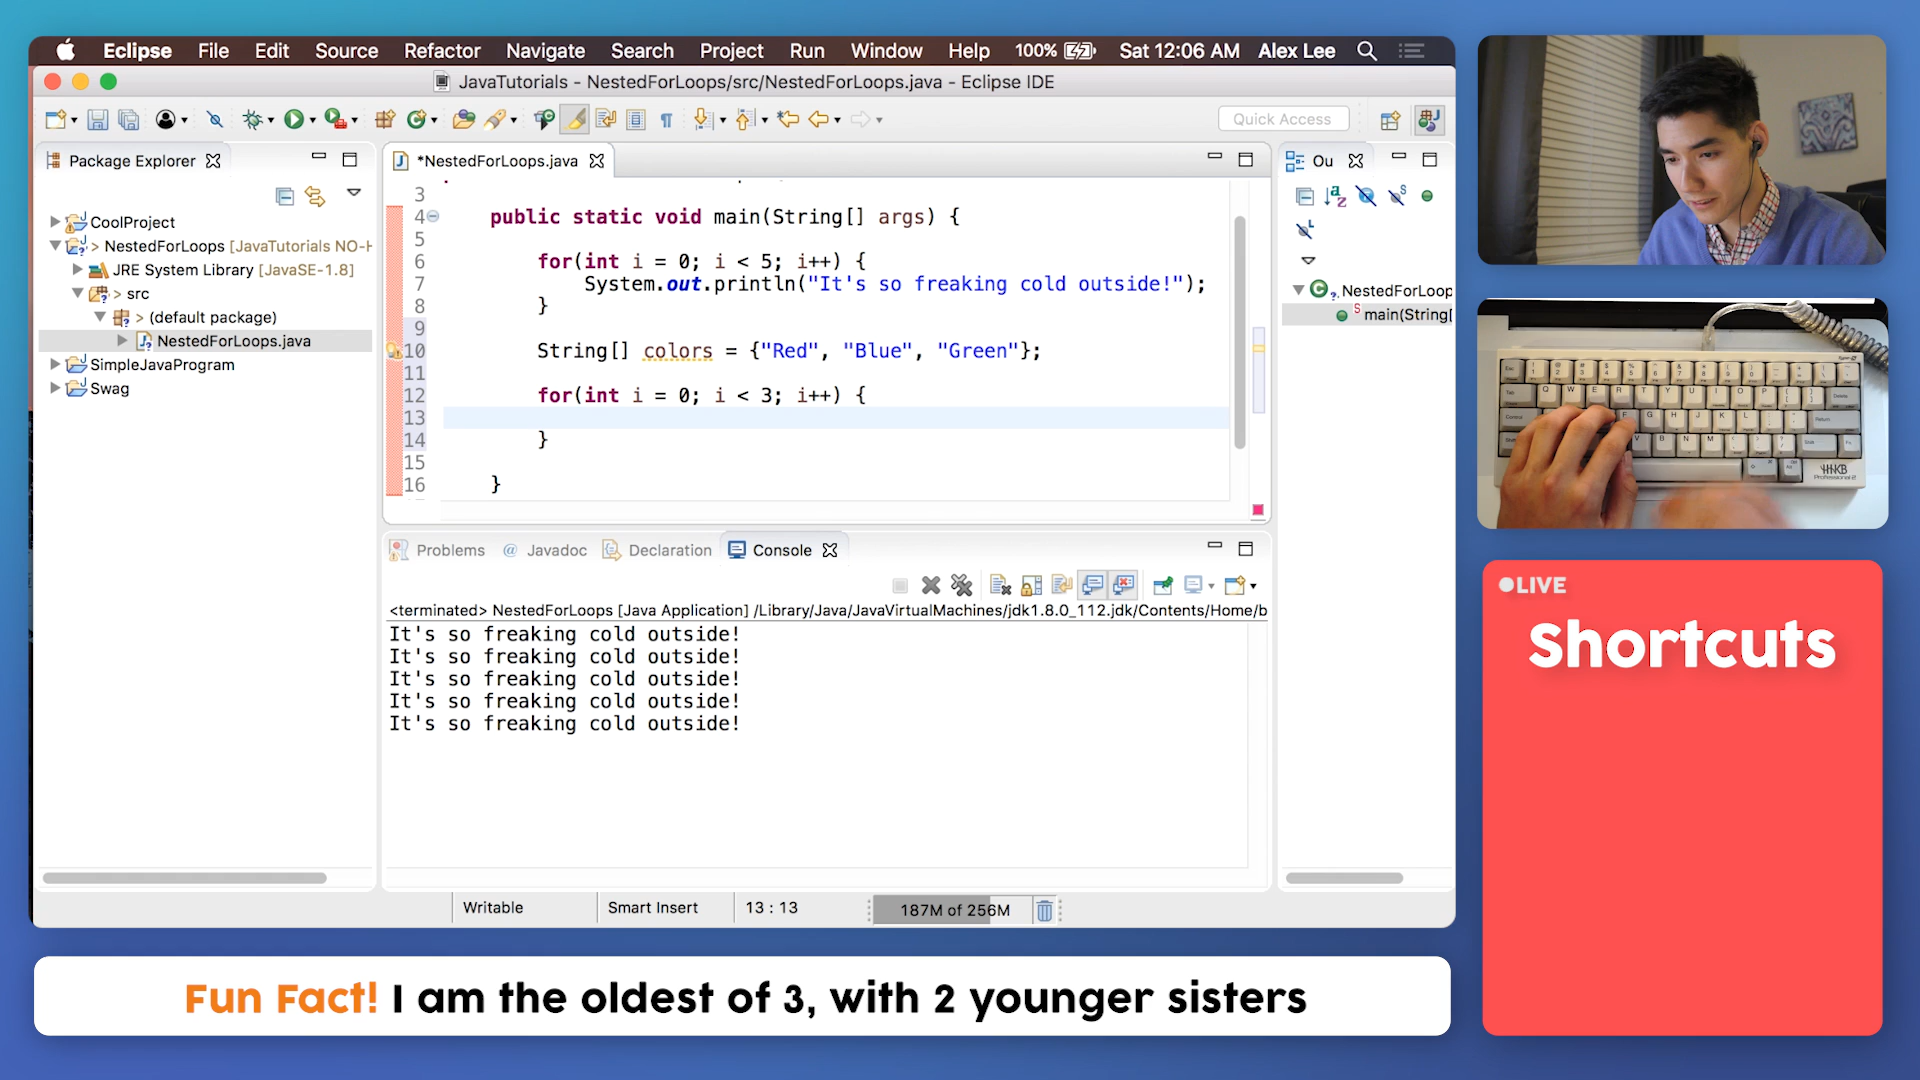 Eclipse File Edit Source Refactor Navigate Search Project Run Window Help 100% Sat 12:06 AM Alex Lee
JavaTutorials - NestedForLoops/src/NestedForLoops.java - Eclipse IDE
Quick Access
Package Explorer
CoolProject
> NestedForLoops [JavaTutorials NO-H
JRE System Library [JavaSE-1.8]
> src
> (default package)
NestedForLoops.java
SimpleJavaProgram
Swag
*NestedForLoops.java
3
4 public static void main(String[] args) {
5
6 for(int i = 0; i < 5; i++) {
7 System.out.println("It's so freaking cold outside!");
8 }
9
10 String[] colors = {"Red", "Blue", "Green"};
11
12 for(int i = 0; i < 3; i++) {
13
14 }
15
16 }
Ou
NestedForLoop
main(String[
Problems @ Javadoc Declaration Console
<terminated> NestedForLoops [Java Application] /Library/Java/JavaVirtualMachines/jdk1.8.0_112.jdk/Contents/Home/b
It's so freaking cold outside!
It's so freaking cold outside!
It's so freaking cold outside!
It's so freaking cold outside!
It's so freaking cold outside!
Writable Smart Insert 13 : 13 187M of 256M
HHKB
Professional2
LIVE
Shortcuts
Fun Fact! I am the oldest of 3, with 2 younger sisters